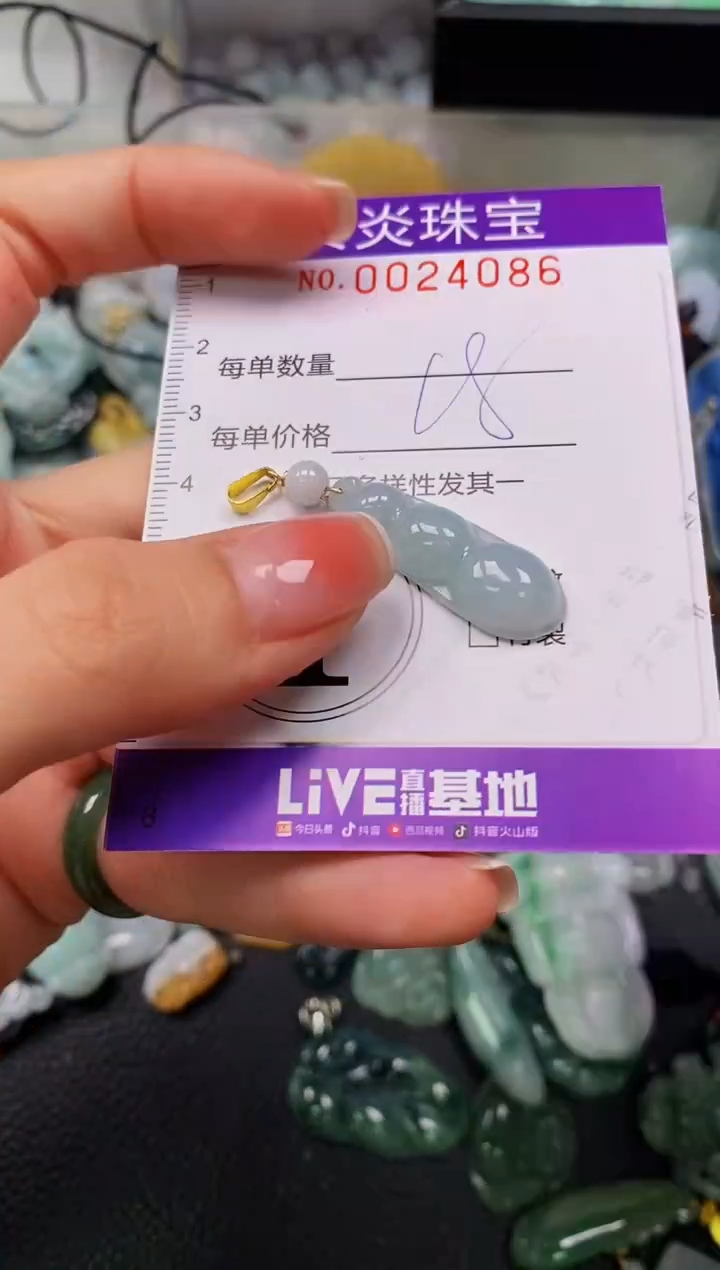 炎珠宝
NO.0024086
1
2
每单数量
3
每单价格
4
多样性发其一
LiVE直播基地
今日头条 抖音 西瓜视频 抖音火山版